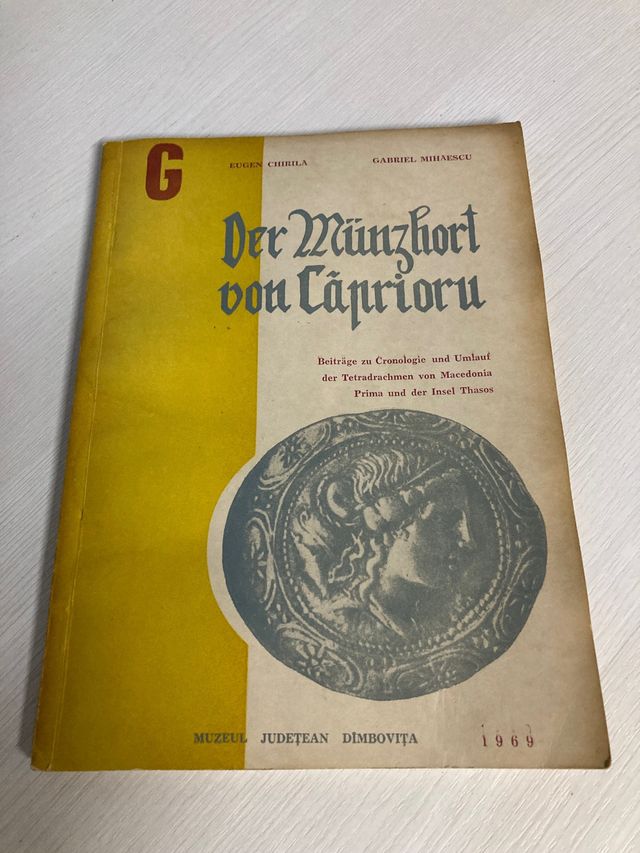 G
EUGEN CHIRILA GABRIEL MIHAESCU
Der Münzhort
von Căprioru
Beiträge zu Cronologie und Umlauf
der Tetradrachmen von Macedonia
Prima und der Insel Thasos
MUZEUL JUDEȚEAN DÎMBOVIȚA
1969